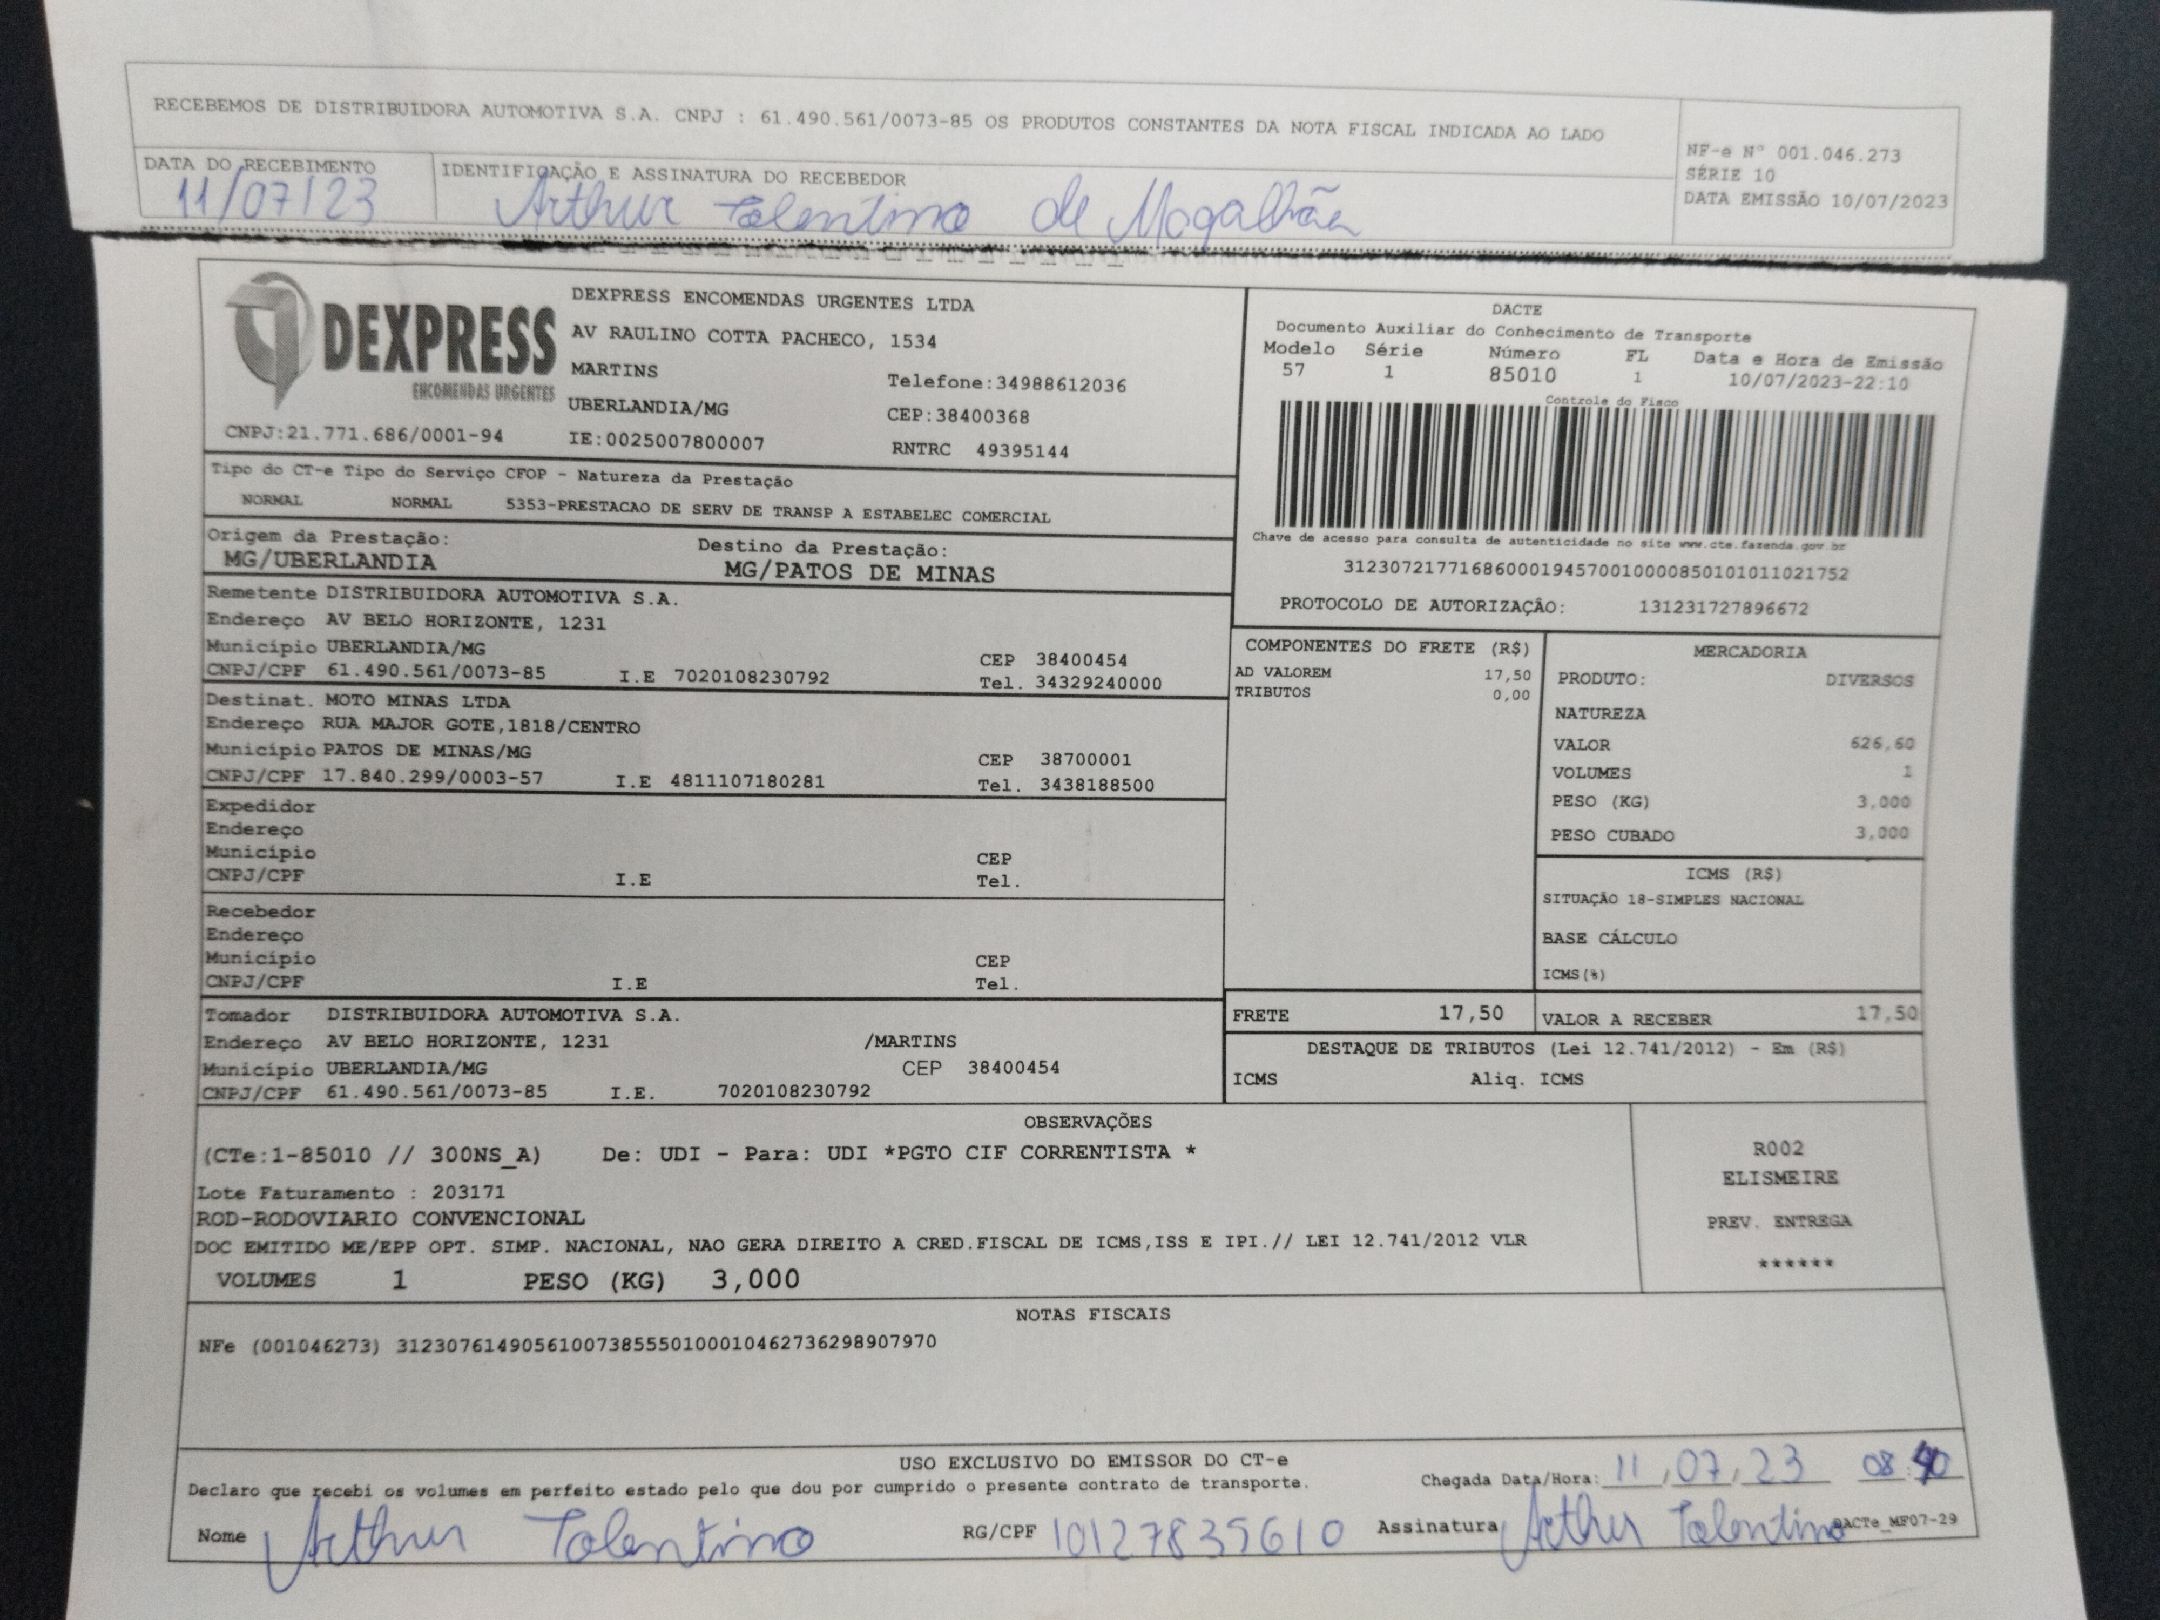 RECEBEMOS DE DISTRIBUIDORA AUTOMOTIVA S.A. CNPJ : 61.490.561/0073-85 OS PRODUTOS CONSTANTES DA NOTA FISCAL INDICADA AO LADO
NF-e Nº 001.046.273
SÉRIE 10
DATA EMISSÃO 10/07/2023
DATA DO RECEBIMENTO
11/07/23
IDENTIFICAÇÃO E ASSINATURA DO RECEBEDOR
Arthur Tolentino de Magalhães
DEXPRESS
ENCOMENDAS URGENTES
CNPJ:21.771.686/0001-94
DEXPRESS ENCOMENDAS URGENTES LTDA
AV RAULINO COTTA PACHECO, 1534
MARTINS
Telefone:34988612036
UBERLANDIA/MG
CEP:38400368
IE:0025007800007
RNTRC 49395144
DACTE
Documento Auxiliar do Conhecimento de Transporte
Modelo Série Número FL Data e Hora de Emissão
57 1 85010 1 10/07/2023-22:10
Controle do Fisco
Chave de acesso para consulta de autenticidade no site www.cte.fazenda.gov.br
31230721771686000194570010000850101011021752
PROTOCOLO DE AUTORIZAÇÃO: 131231727896672
Tipo do CT-e Tipo do Serviço CFOP - Natureza da Prestação
NORMAL NORMAL 5353-PRESTACAO DE SERV DE TRANSP A ESTABELEC COMERCIAL
Origem da Prestação: Destino da Prestação:
MG/UBERLANDIA MG/PATOS DE MINAS
Remetente DISTRIBUIDORA AUTOMOTIVA S.A.
Endereço AV BELO HORIZONTE, 1231
Município UBERLANDIA/MG CEP 38400454
CNPJ/CPF 61.490.561/0073-85 I.E 7020108230792 Tel. 34329240000
Destinat. MOTO MINAS LTDA
Endereço RUA MAJOR GOTE,1818/CENTRO
Município PATOS DE MINAS/MG CEP 38700001
CNPJ/CPF 17.840.299/0003-57 I.E 4811107180281 Tel. 3438188500
Expedidor
Endereço
Município CEP
CNPJ/CPF I.E Tel.
Recebedor
Endereço
Município CEP
CNPJ/CPF I.E Tel.
Tomador DISTRIBUIDORA AUTOMOTIVA S.A.
Endereço AV BELO HORIZONTE, 1231 /MARTINS
Município UBERLANDIA/MG CEP 38400454
CNPJ/CPF 61.490.561/0073-85 I.E. 7020108230792
COMPONENTES DO FRETE (R$)
AD VALOREM 17,50
TRIBUTOS 0,00
MERCADORIA
PRODUTO: DIVERSOS
NATUREZA
VALOR 626,60
VOLUMES 1
PESO (KG) 3,000
PESO CUBADO 3,000
ICMS (R$)
SITUAÇÃO 18-SIMPLES NACIONAL
BASE CÁLCULO
ICMS(%)
FRETE 17,50 VALOR A RECEBER 17,50
DESTAQUE DE TRIBUTOS (Lei 12.741/2012) - Em (R$)
ICMS Aliq. ICMS
OBSERVAÇÕES
(CTe:1-85010 // 300NS_A) De: UDI - Para: UDI *PGTO CIF CORRENTISTA *
Lote Faturamento : 203171
ROD-RODOVIARIO CONVENCIONAL
DOC EMITIDO ME/EPP OPT. SIMP. NACIONAL, NAO GERA DIREITO A CRED.FISCAL DE ICMS,ISS E IPI.// LEI 12.741/2012 VLR
VOLUMES 1 PESO (KG) 3,000
R002
ELISMEIRE
PREV. ENTREGA
******
NOTAS FISCAIS
NFe (001046273) 31230761490561007385550100010462736298907970
USO EXCLUSIVO DO EMISSOR DO CT-e
Declaro que recebi os volumes em perfeito estado pelo que dou por cumprido o presente contrato de transporte.
Chegada Data/Hora: 11/07/23 08:40
Nome Arthur Tolentino RG/CPF 10127835610 Assinatura Arthur Tolentino DACTe_MF07-29